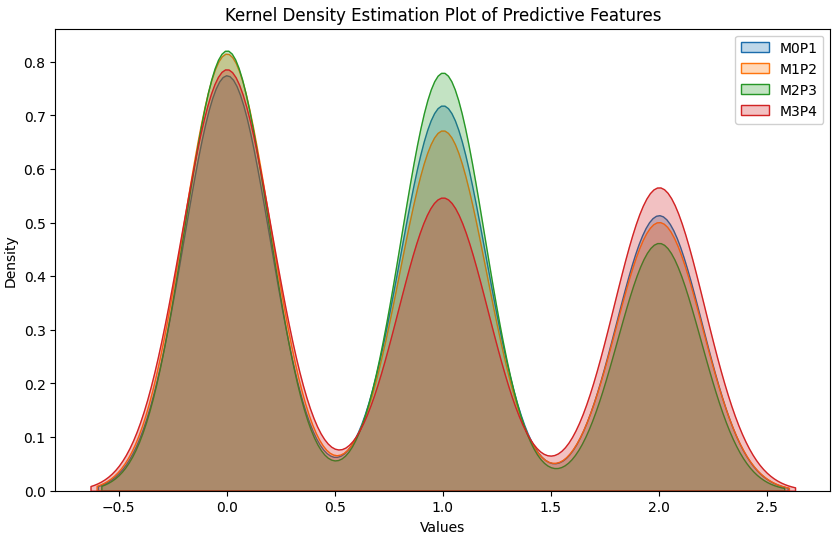 Kernel Density Estimation Plot of Predictive Features
M0P1
M1P2
M2P3
M3P4
Density
0.8
0.7
0.6
0.5
0.4
0.3
0.2
0.1
0.0
−0.5 0.0 0.5 1.0 1.5 2.0 2.5
Values